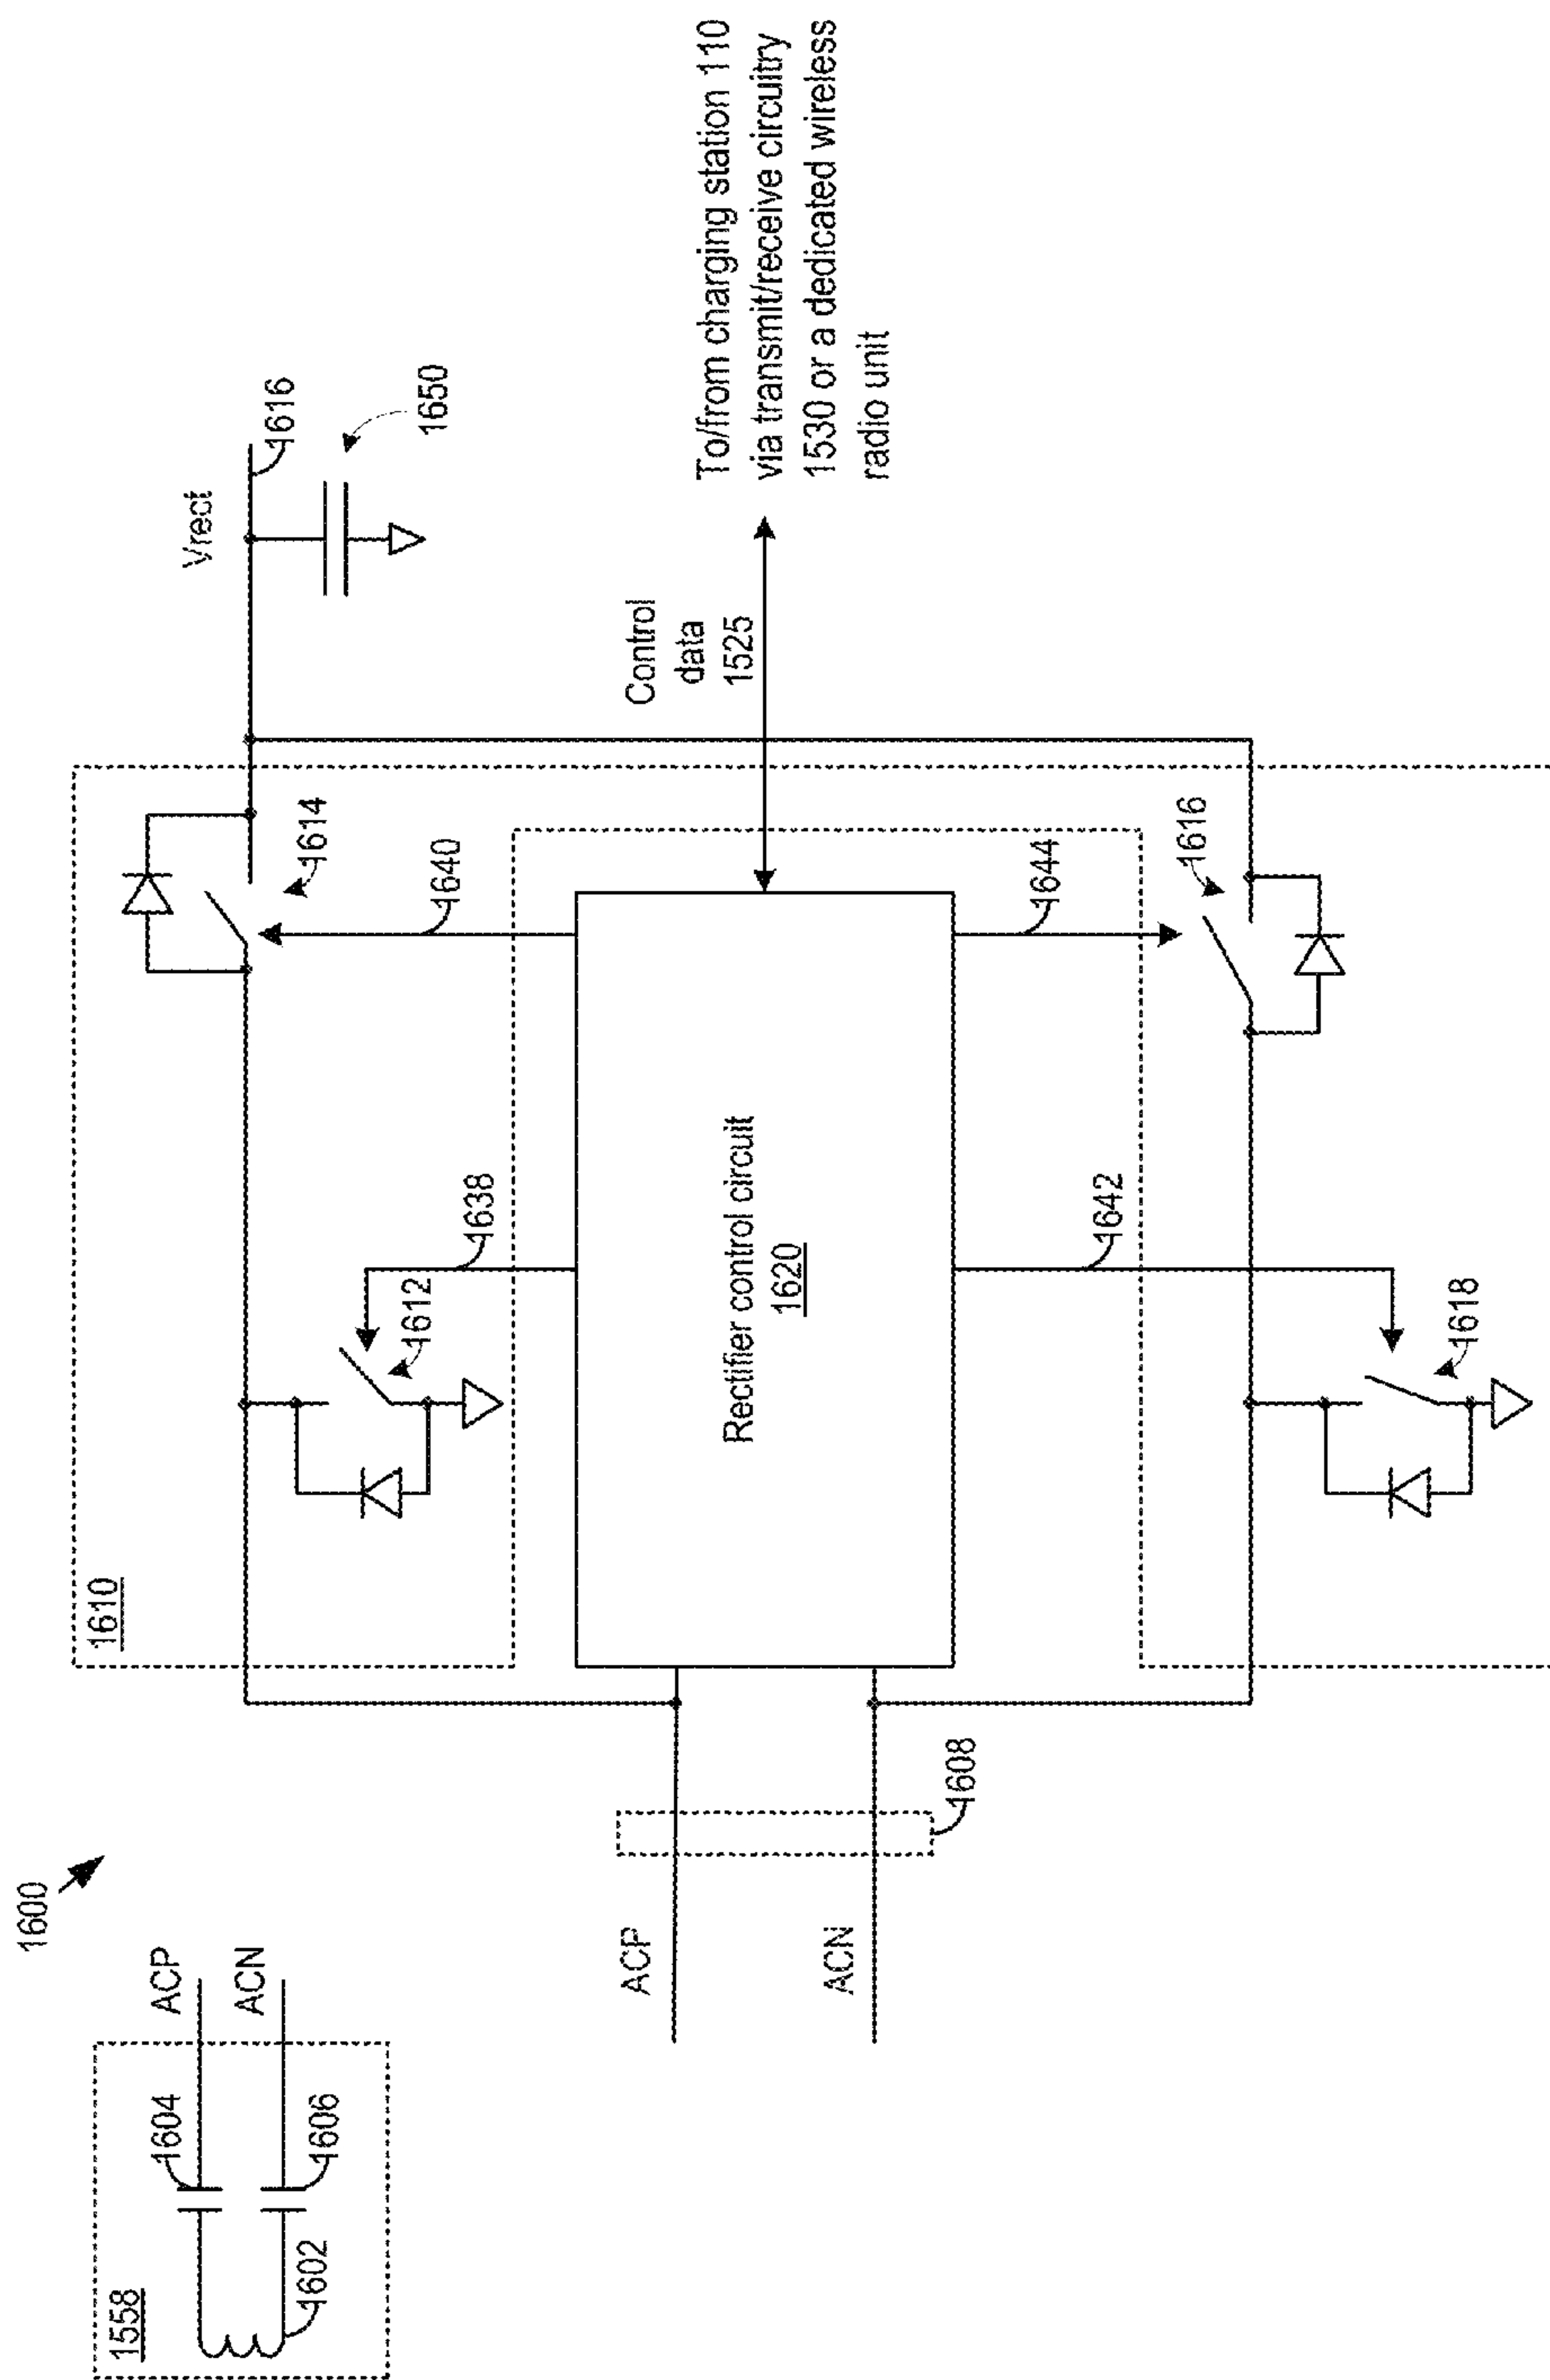 1600
1558
1604
ACP
ACN
1606
1602
1610
1612
1638
1614
1640
Vrect
1616
1650
ACP
ACN
1608
Rectifier control circuit
1620
Control
data
1525
To/from charging station 110
via transmit/receive circuitry
1530 or a dedicated wireless
radio unit
1642
1644
1616
1618